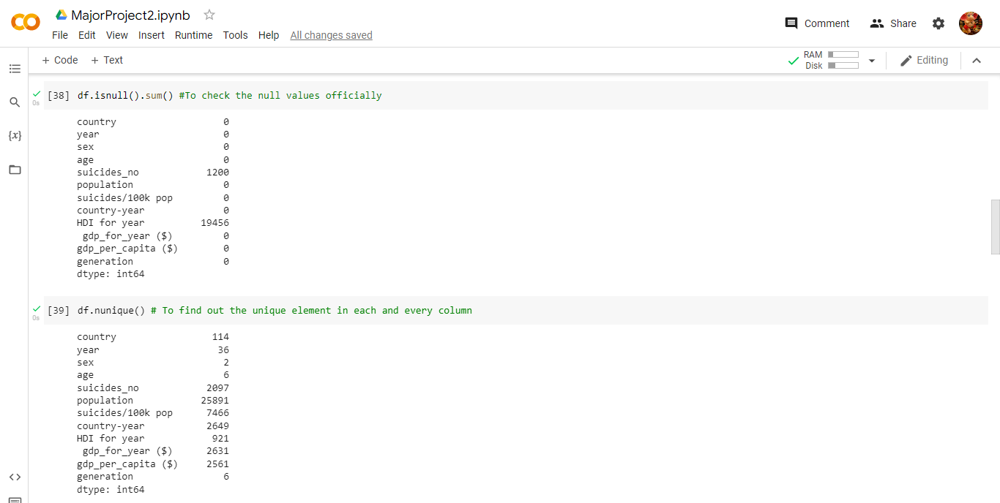 MajorProject2.ipynb
File Edit View Insert Runtime Tools Help All changes saved
Comment Share
+ Code + Text
RAM
Disk
Editing
{x}
[38] df.isnull().sum() #To check the null values officially
0s
country 0
year 0
sex 0
age 0
suicides_no 1200
population 0
suicides/100k pop 0
country-year 0
HDI for year 19456
gdp_for_year ($) 0
gdp_per_capita ($) 0
generation 0
dtype: int64
[39] df.nunique() # To find out the unique element in each and every column
0s
country 114
year 36
sex 2
age 6
suicides_no 2097
population 25891
suicides/100k pop 7466
country-year 2649
HDI for year 921
gdp_for_year ($) 2631
gdp_per_capita ($) 2561
generation 6
dtype: int64